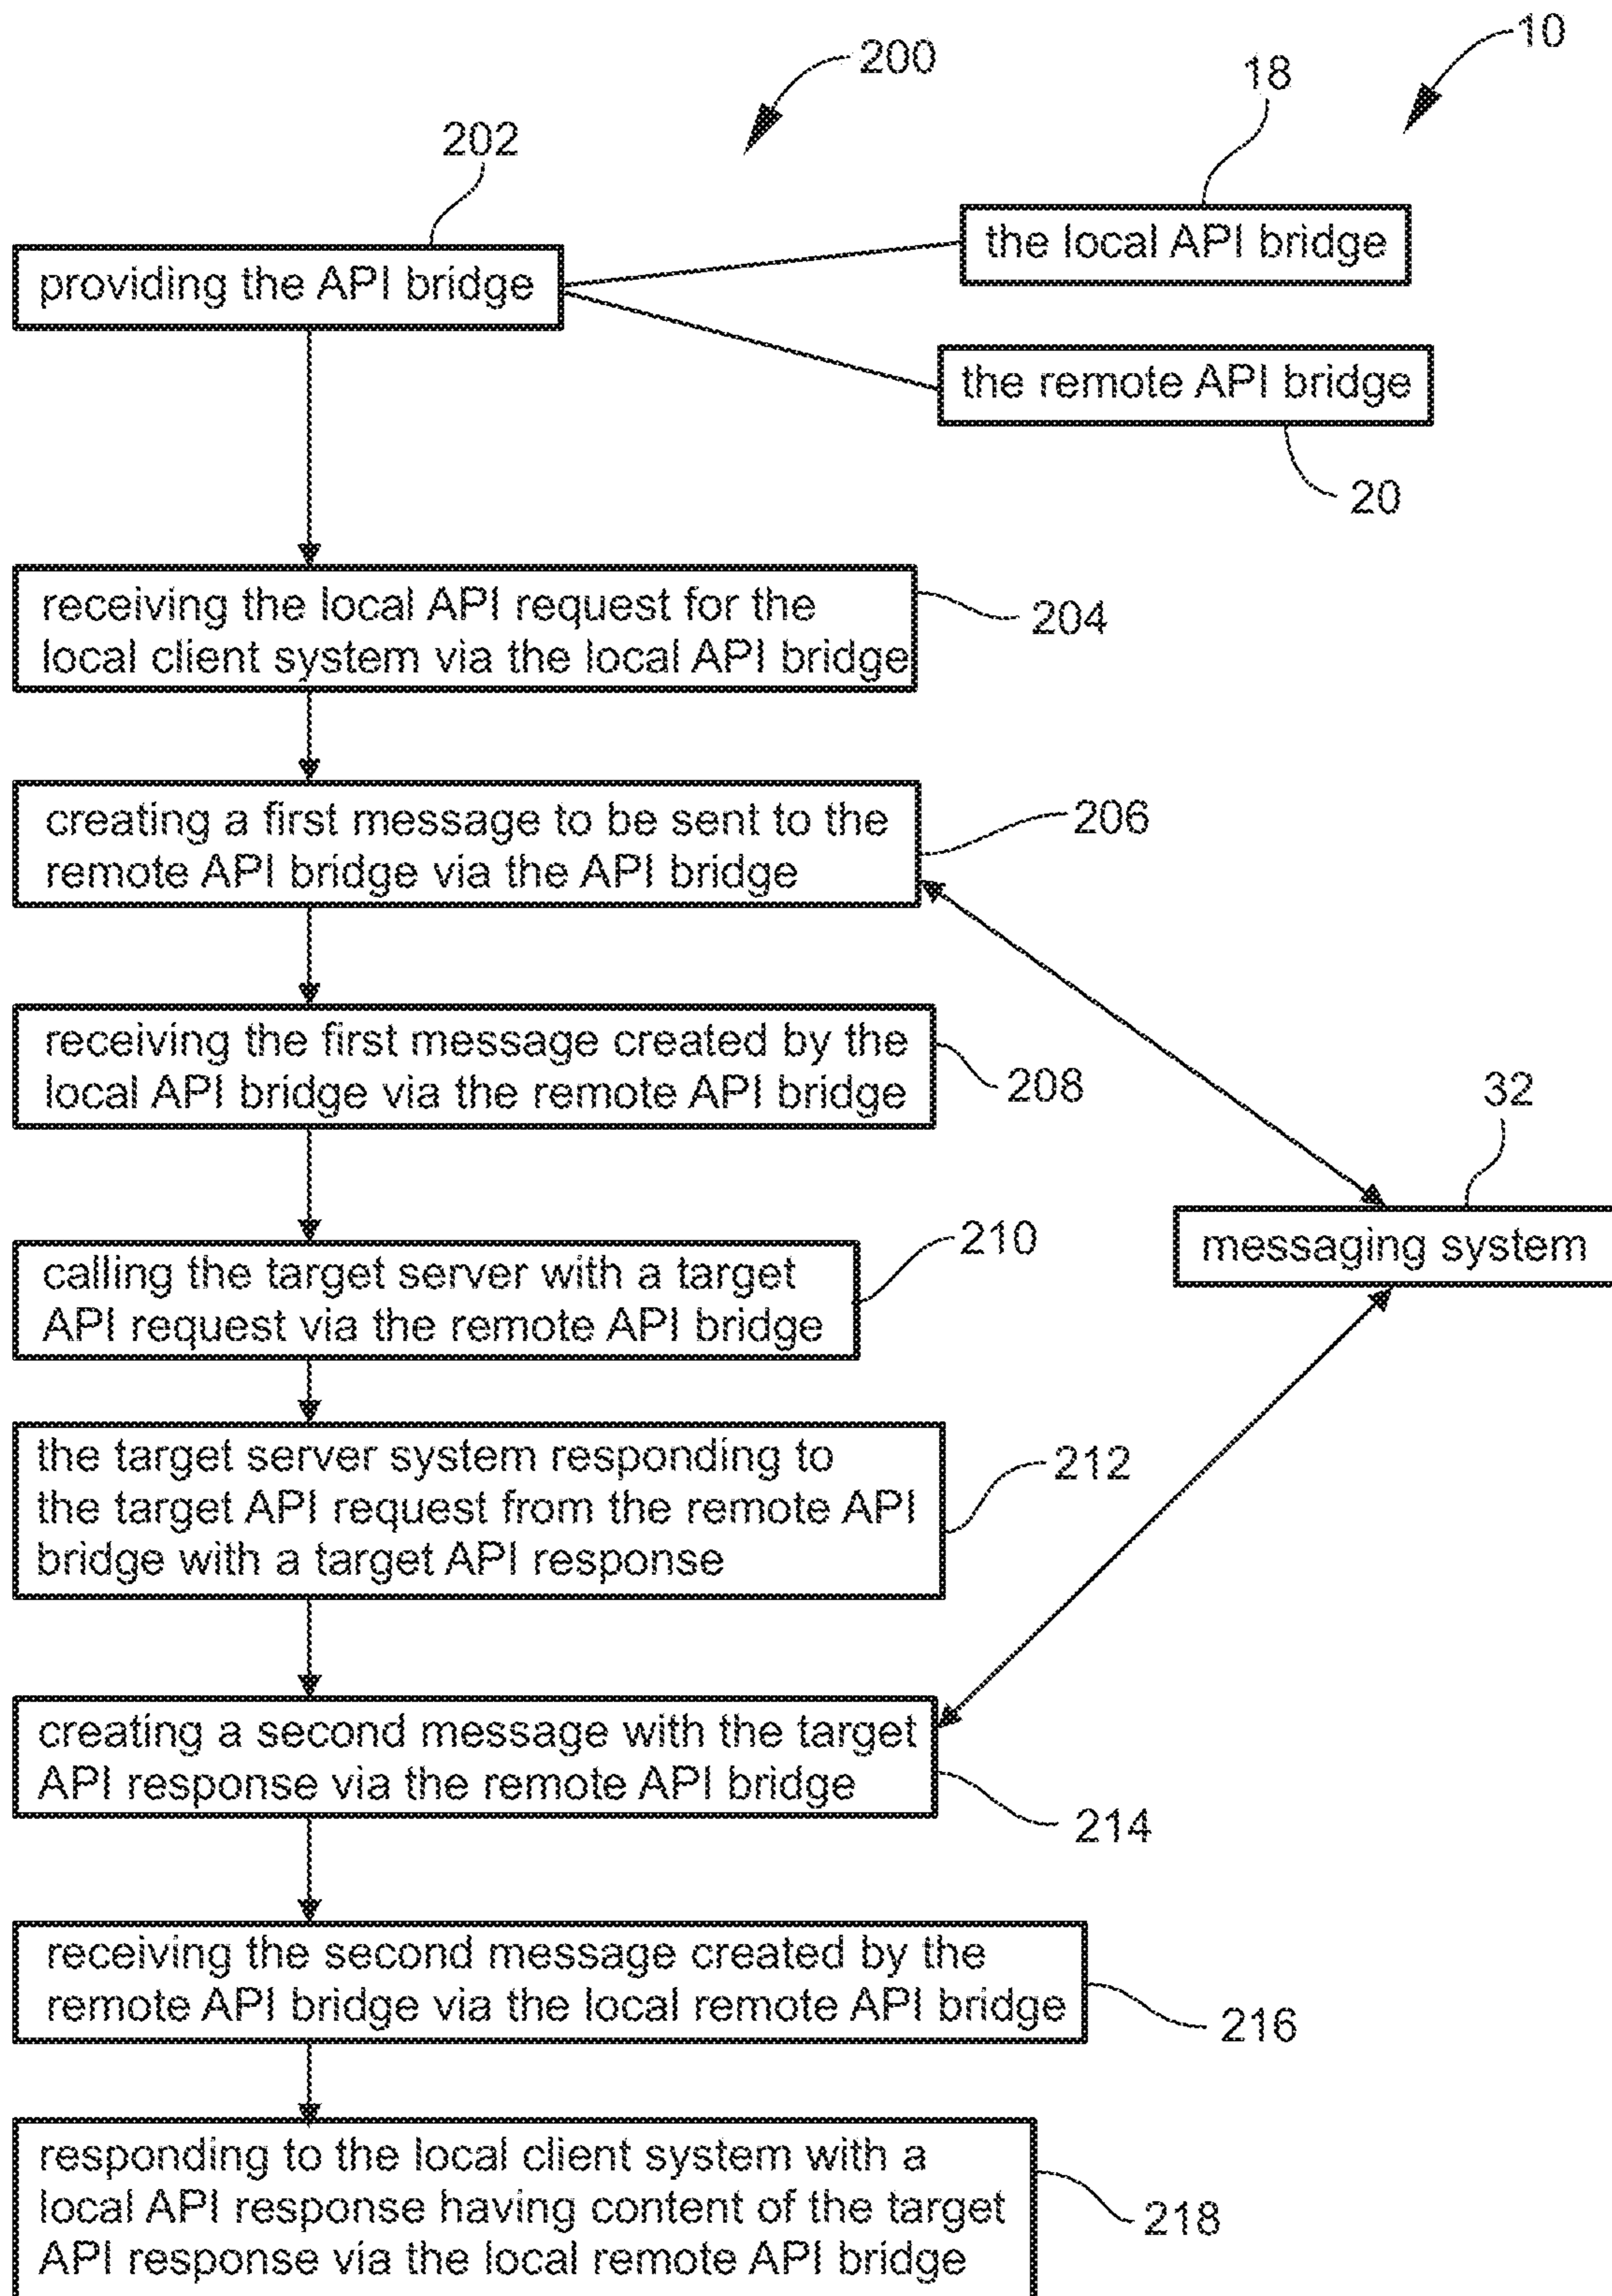 10
200
18
202
the local API bridge
providing the API bridge
the remote API bridge
20
receiving the local API request for the
local client system via the local API bridge
204
creating a first message to be sent to the
remote API bridge via the API bridge
206
receiving the first message created by the
local API bridge via the remote API bridge
208
32
messaging system
210
calling the target server with a target
API request via the remote API bridge
the target server system responding to
the target API request from the remote API
bridge with a target API response
212
creating a second message with the target
API response via the remote API bridge
214
receiving the second message created by the
remote API bridge via the local remote API bridge
216
responding to the local client system with a
local API response having content of the target
API response via the local remote API bridge
218